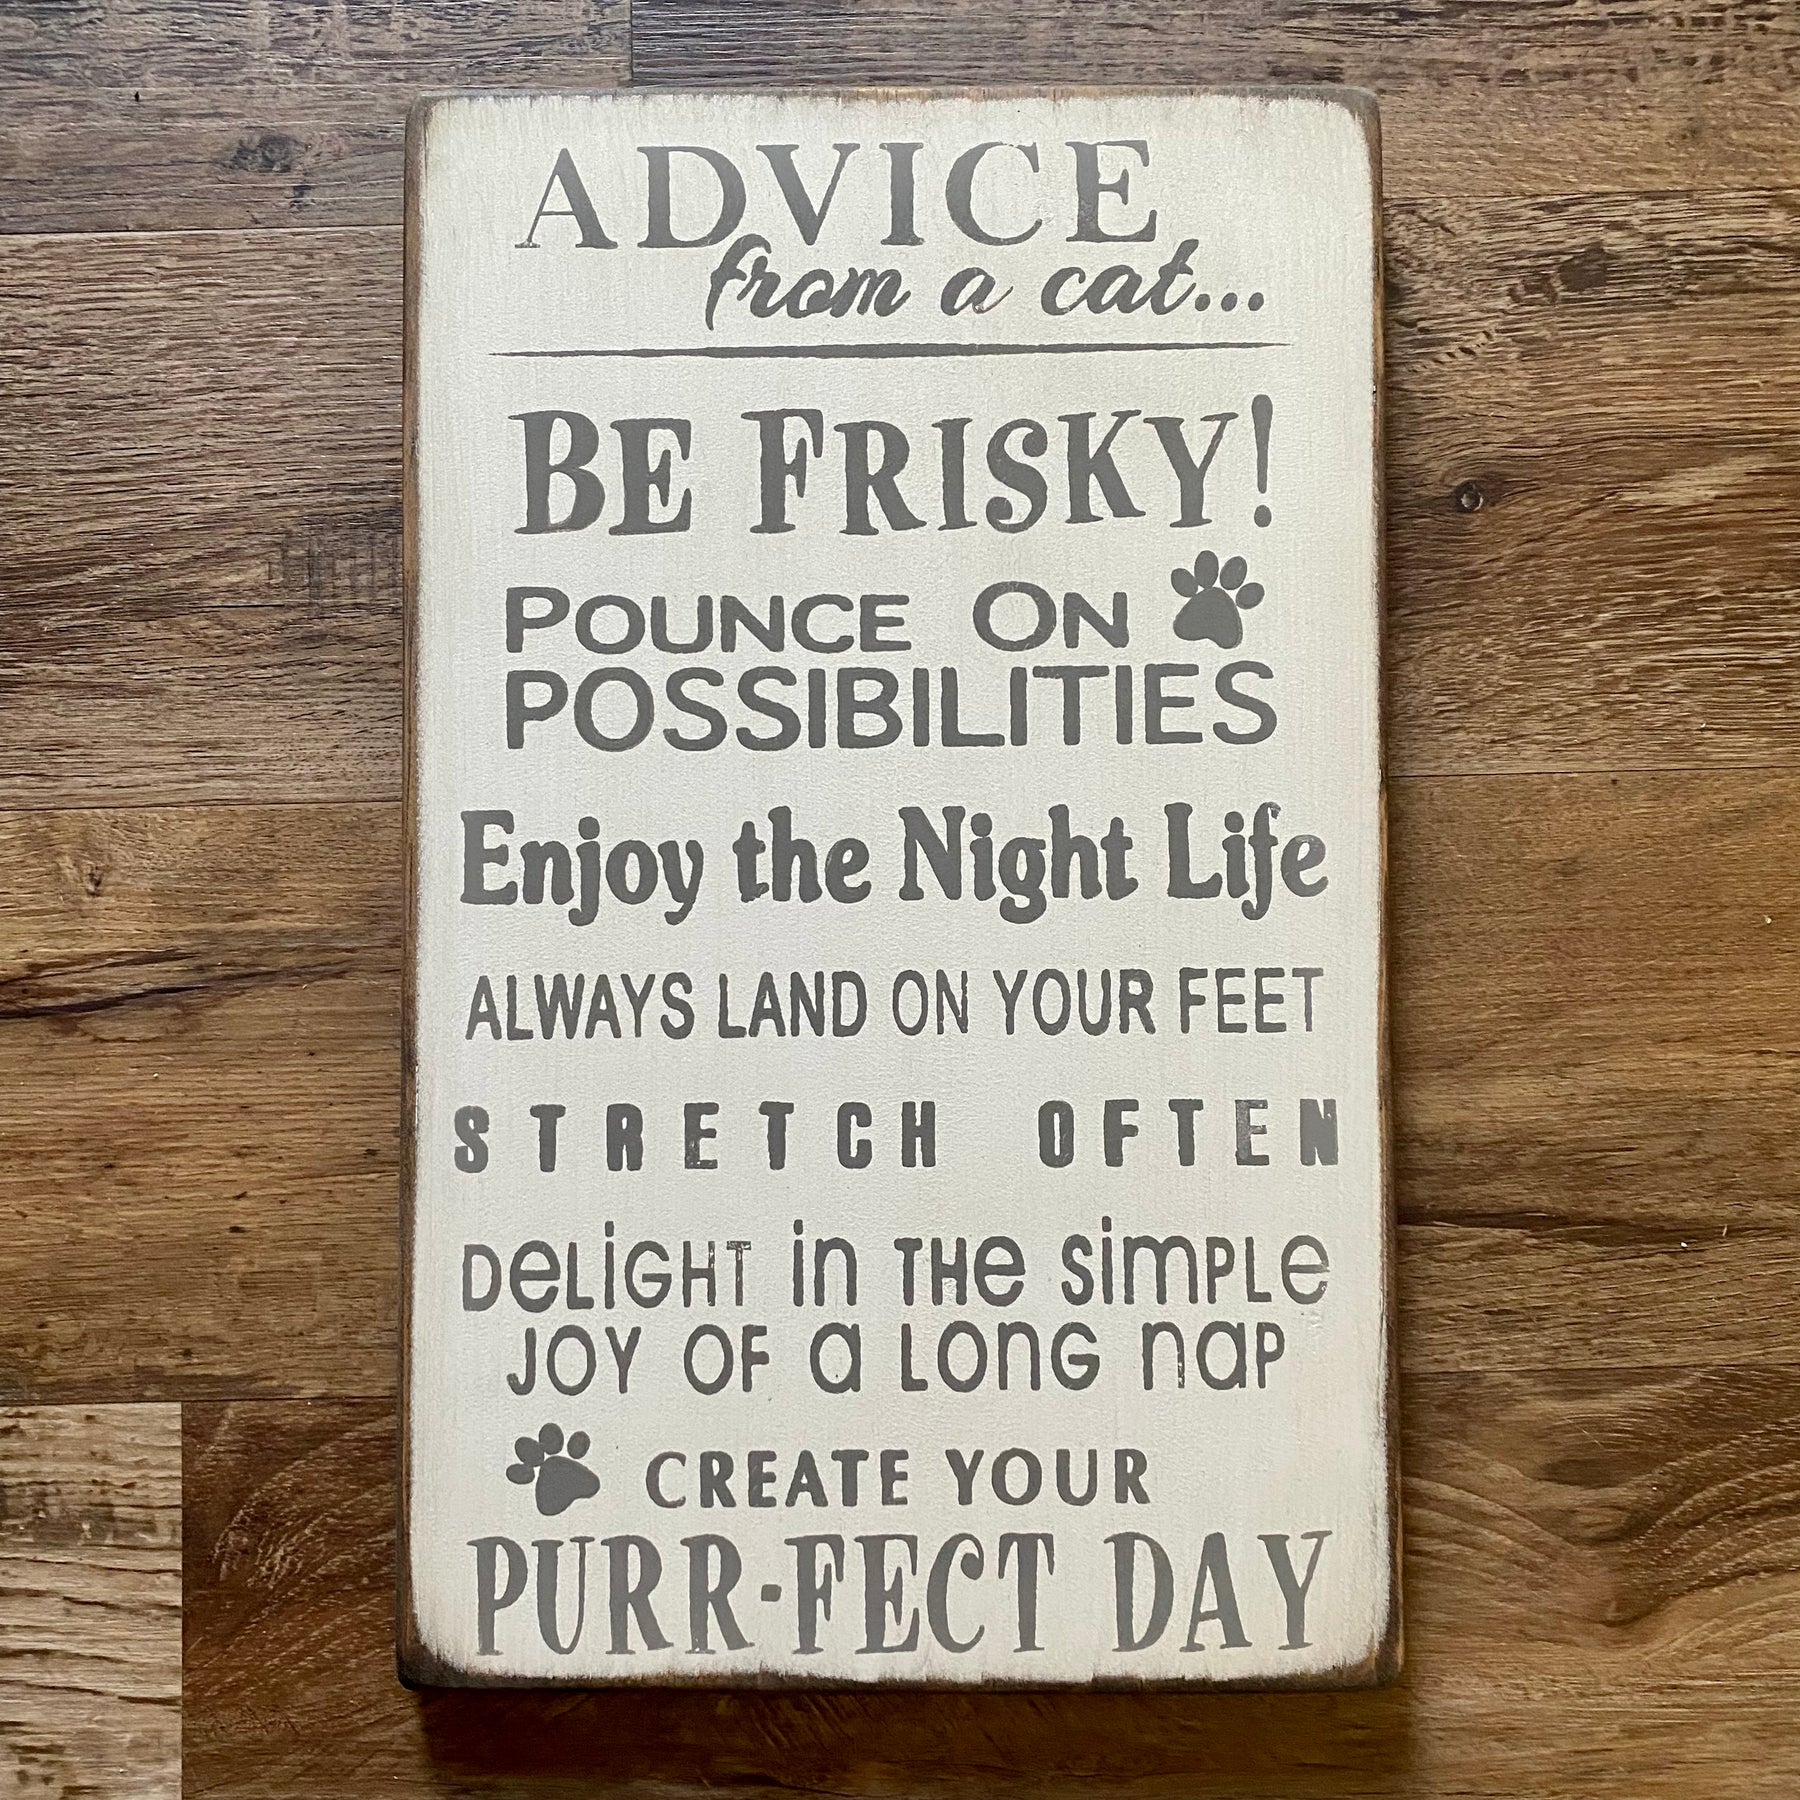 ADVICE
from a cat...
BE FRISKY!
POUNCE ON
POSSIBILITIES
Enjoy the Night Life
ALWAYS LAND ON YOUR FEET
STRETCH OFTEN
DeLiGHT in THe SimPLe
JOY OF a LONG nap
CREATE YOUR
PURR-FECT DAY